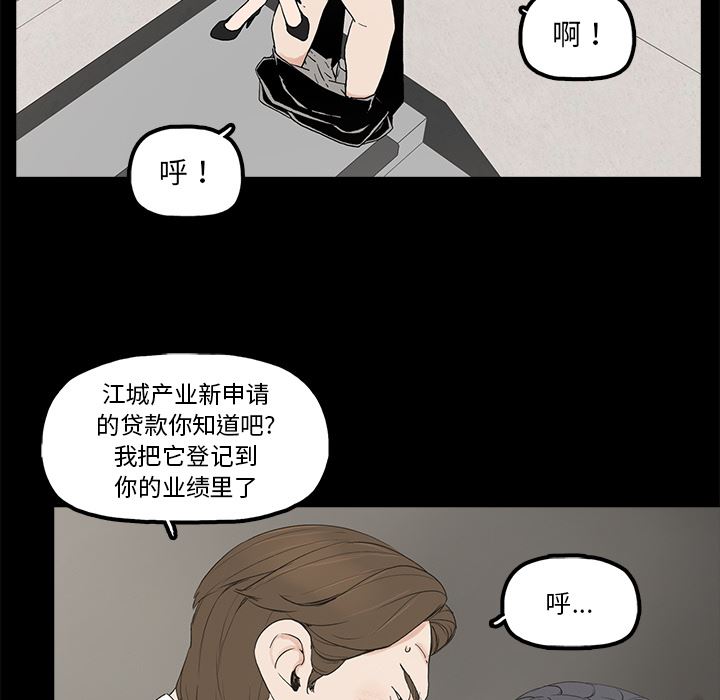 啊！
呼！
江城产业新申请
的贷款你知道吧?
我把它登记到
你的业绩里了
呼...